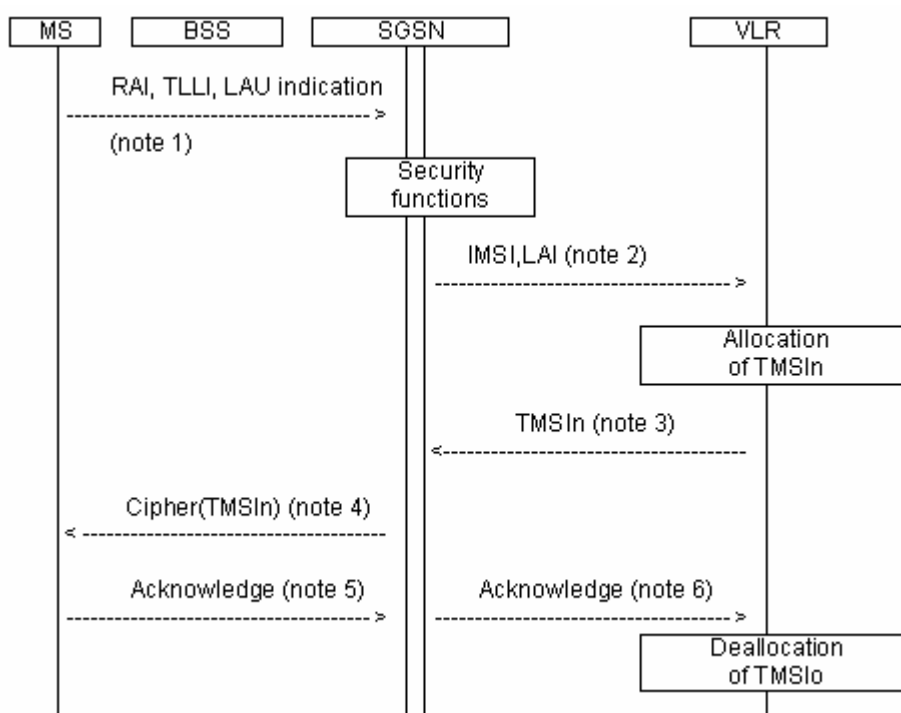 MS BSS SGSN VLR
RAI, TLLI, LAU indication
(note 1)
Security
functions
IMSI,LAI (note 2)
Allocation
of TMSIn
TMSIn (note 3)
Cipher(TMSIn) (note 4)
Acknowledge (note 5) Acknowledge (note 6)
Deallocation
of TMSIo